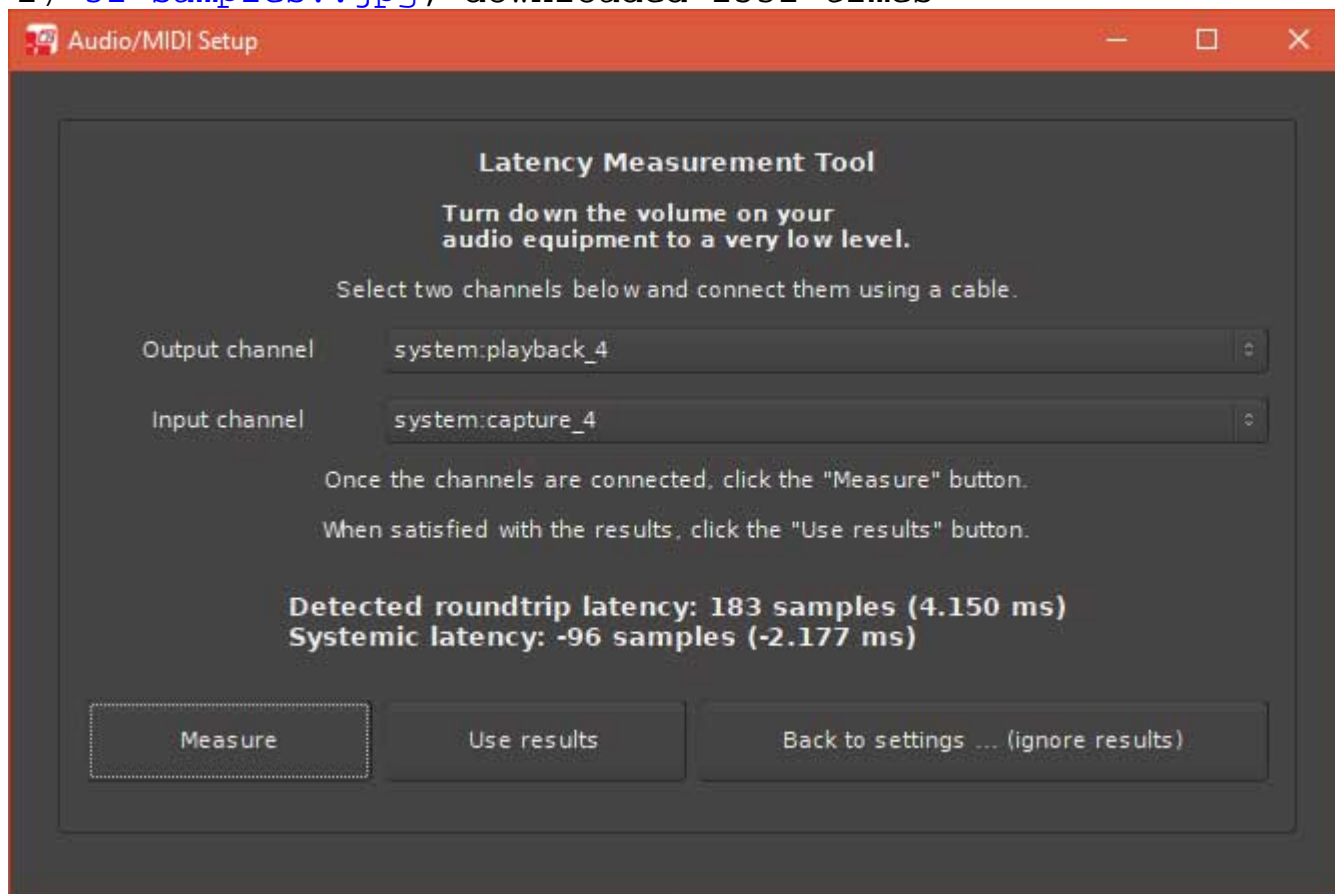 Audio/MIDI Setup
Latency Measurement Tool
Turn down the volume on your
audio equipment to a very low level.
Select two channels below and connect them using a cable.
Output channel system:playback_4
Input channel system:capture_4
Once the channels are connected, click the "Measure" button.
When satisfied with the results, click the "Use results" button.
Detected roundtrip latency: 183 samples (4.150 ms)
Systemic latency: -96 samples (-2.177 ms)
Measure Use results Back to settings ... (ignore results)